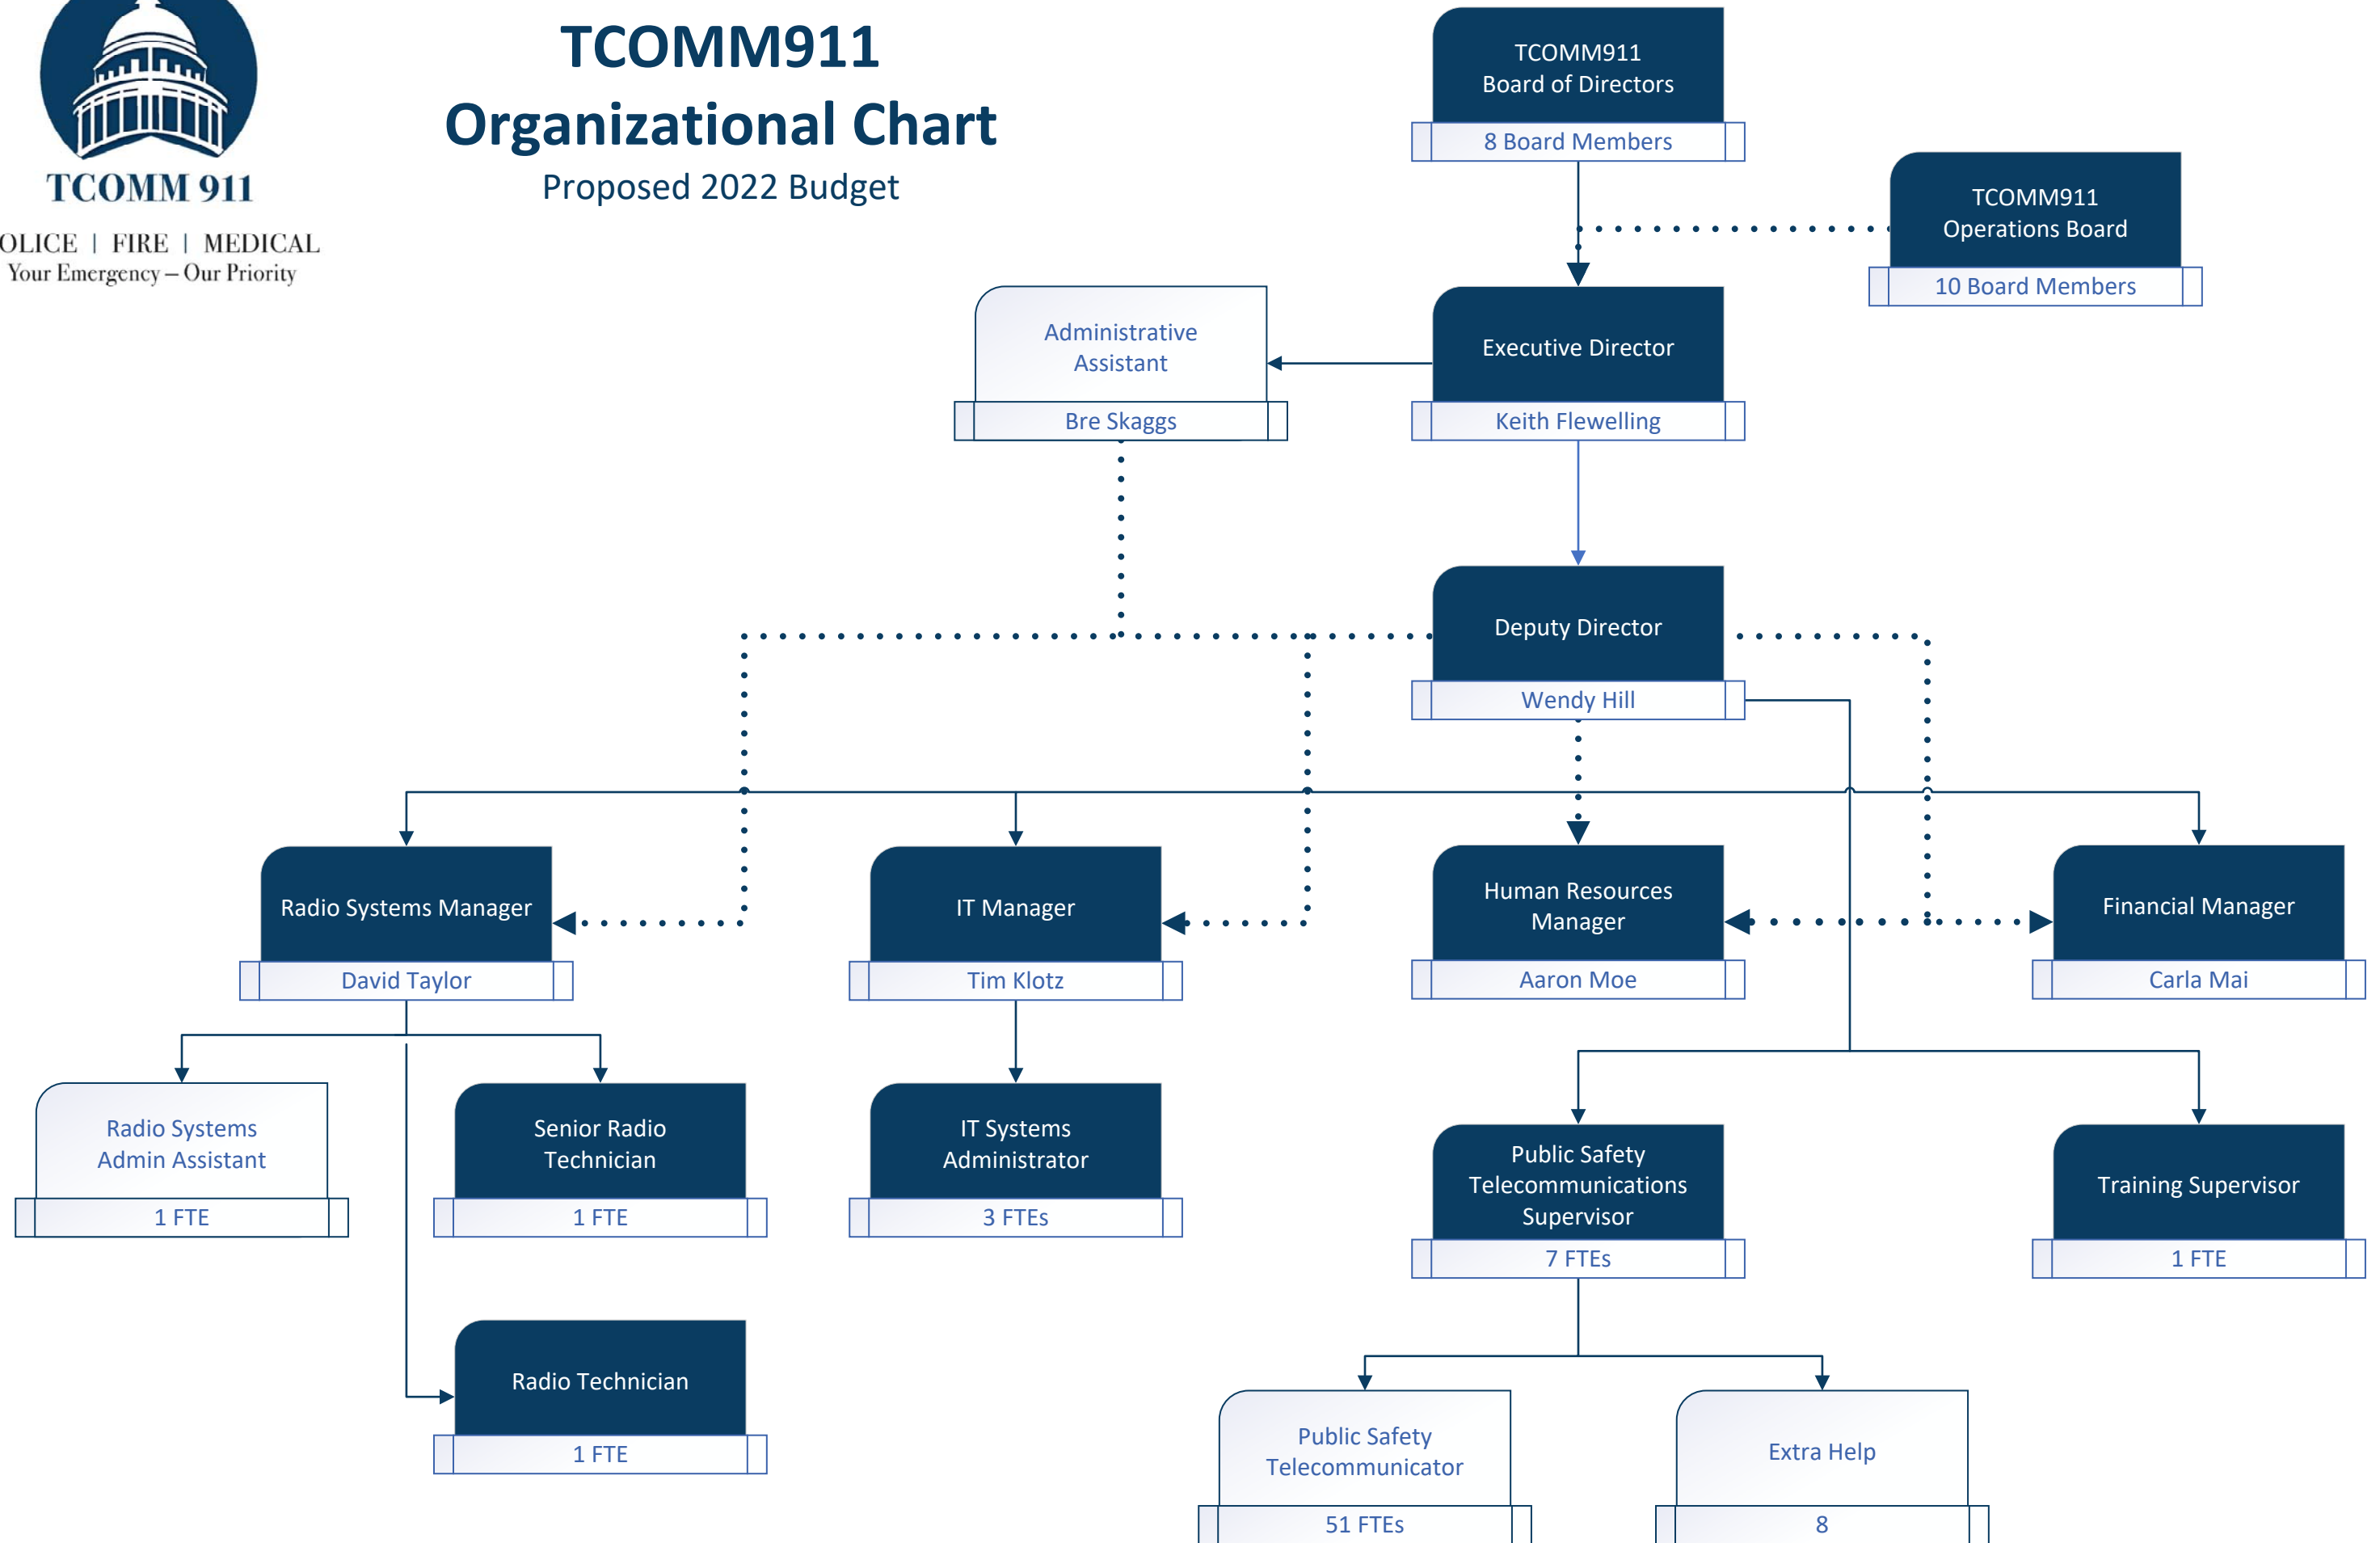 TCOMM 911
OLICE | FIRE | MEDICAL
Your Emergency – Our Priority
TCOMM911
Organizational Chart
Proposed 2022 Budget
TCOMM911
Board of Directors
8 Board Members
TCOMM911
Operations Board
10 Board Members
Administrative
Assistant
Bre Skaggs
Executive Director
Keith Flewelling
Deputy Director
Wendy Hill
Radio Systems Manager
David Taylor
IT Manager
Tim Klotz
Human Resources
Manager
Aaron Moe
Financial Manager
Carla Mai
Radio Systems
Admin Assistant
1 FTE
Senior Radio
Technician
1 FTE
IT Systems
Administrator
3 FTEs
Public Safety
Telecommunications
Supervisor
7 FTEs
Training Supervisor
1 FTE
Radio Technician
1 FTE
Public Safety
Telecommunicator
51 FTEs
Extra Help
8